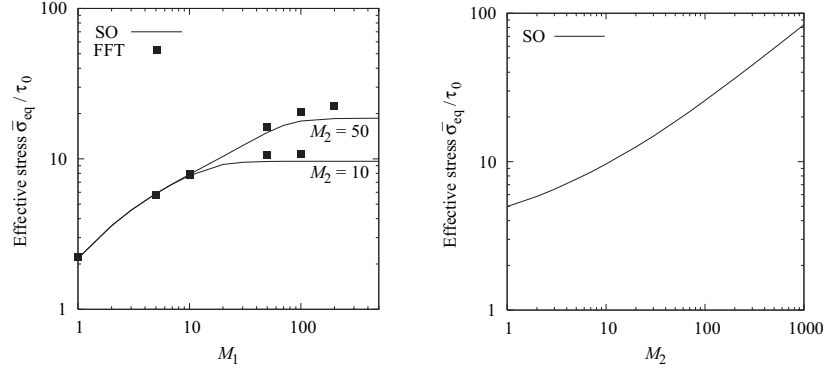 Effective stress σ̄eq / τ0
100
10
1
SO
FFT
M2 = 50
M2 = 10
1
10
100
M1
Effective stress σ̄eq/τ0
100
10
1
SO
1
10
100
1000
M2